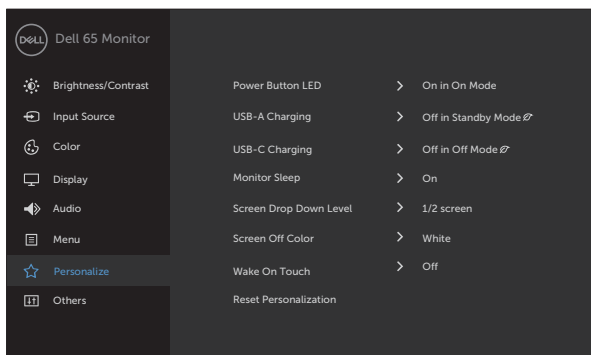 DELL
Dell 65 Monitor
Brightness/Contrast
Input Source
Color
Display
Audio
Menu
Personalize
Others
Power Button LED > On in On Mode
USB-A Charging > Off in Standby Mode
USB-C Charging > Off in Off Mode
Monitor Sleep > On
Screen Drop Down Level > 1/2 screen
Screen Off Color > White
Wake On Touch > Off
Reset Personalization